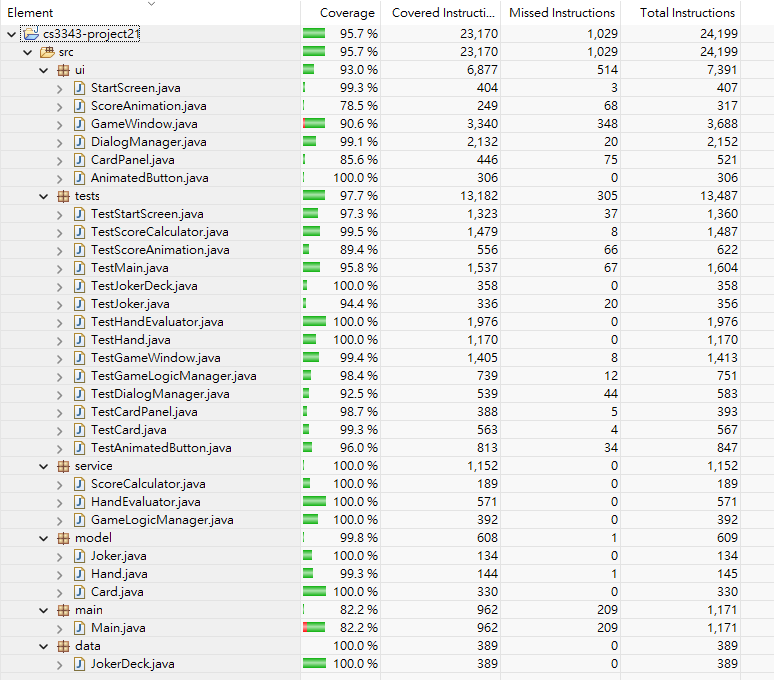 Element Coverage Covered Instructi... Missed Instructions Total Instructions
cs3343-project21 95.7 % 23,170 1,029 24,199
src 95.7 % 23,170 1,029 24,199
ui 93.0 % 6,877 514 7,391
StartScreen.java 99.3 % 404 3 407
ScoreAnimation.java 78.5 % 249 68 317
GameWindow.java 90.6 % 3,340 348 3,688
DialogManager.java 99.1 % 2,132 20 2,152
CardPanel.java 85.6 % 446 75 521
AnimatedButton.java 100.0 % 306 0 306
tests 97.7 % 13,182 305 13,487
TestStartScreen.java 97.3 % 1,323 37 1,360
TestScoreCalculator.java 99.5 % 1,479 8 1,487
TestScoreAnimation.java 89.4 % 556 66 622
TestMain.java 95.8 % 1,537 67 1,604
TestJokerDeck.java 100.0 % 358 0 358
TestJoker.java 94.4 % 336 20 356
TestHandEvaluator.java 100.0 % 1,976 0 1,976
TestHand.java 100.0 % 1,170 0 1,170
TestGameWindow.java 99.4 % 1,405 8 1,413
TestGameLogicManager.java 98.4 % 739 12 751
TestDialogManager.java 92.5 % 539 44 583
TestCardPanel.java 98.7 % 388 5 393
TestCard.java 99.3 % 563 4 567
TestAnimatedButton.java 96.0 % 813 34 847
service 100.0 % 1,152 0 1,152
ScoreCalculator.java 100.0 % 189 0 189
HandEvaluator.java 100.0 % 571 0 571
GameLogicManager.java 100.0 % 392 0 392
model 99.8 % 608 1 609
Joker.java 100.0 % 134 0 134
Hand.java 99.3 % 144 1 145
Card.java 100.0 % 330 0 330
main 82.2 % 962 209 1,171
Main.java 82.2 % 962 209 1,171
data 100.0 % 389 0 389
JokerDeck.java 100.0 % 389 0 389